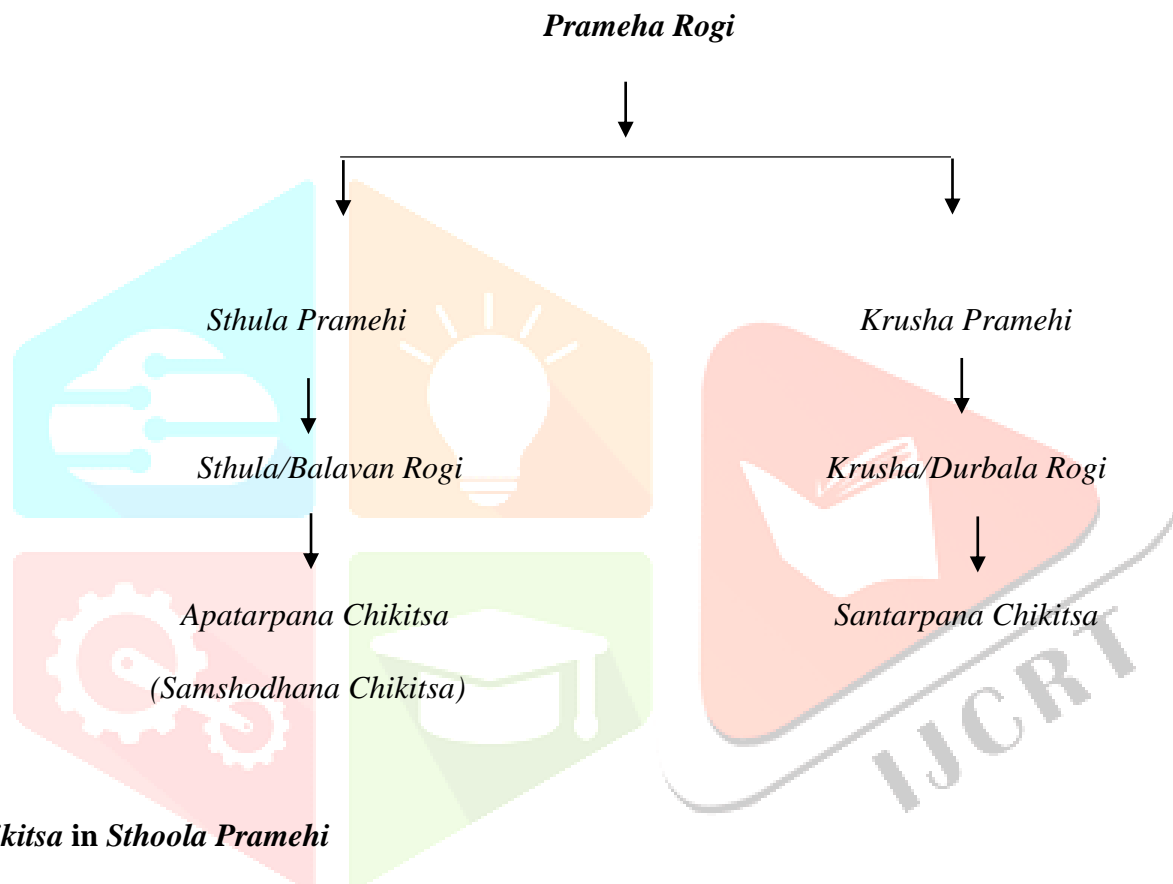 Prameha Rogi
Sthula Pramehi Krusha Pramehi
Sthula/Balavan Rogi Krusha/Durbala Rogi
Apatarpana Chikitsa Santarpana Chikitsa
(Samshodhana Chikitsa)
IJCRT
kitsa in Sthoola Pramehi